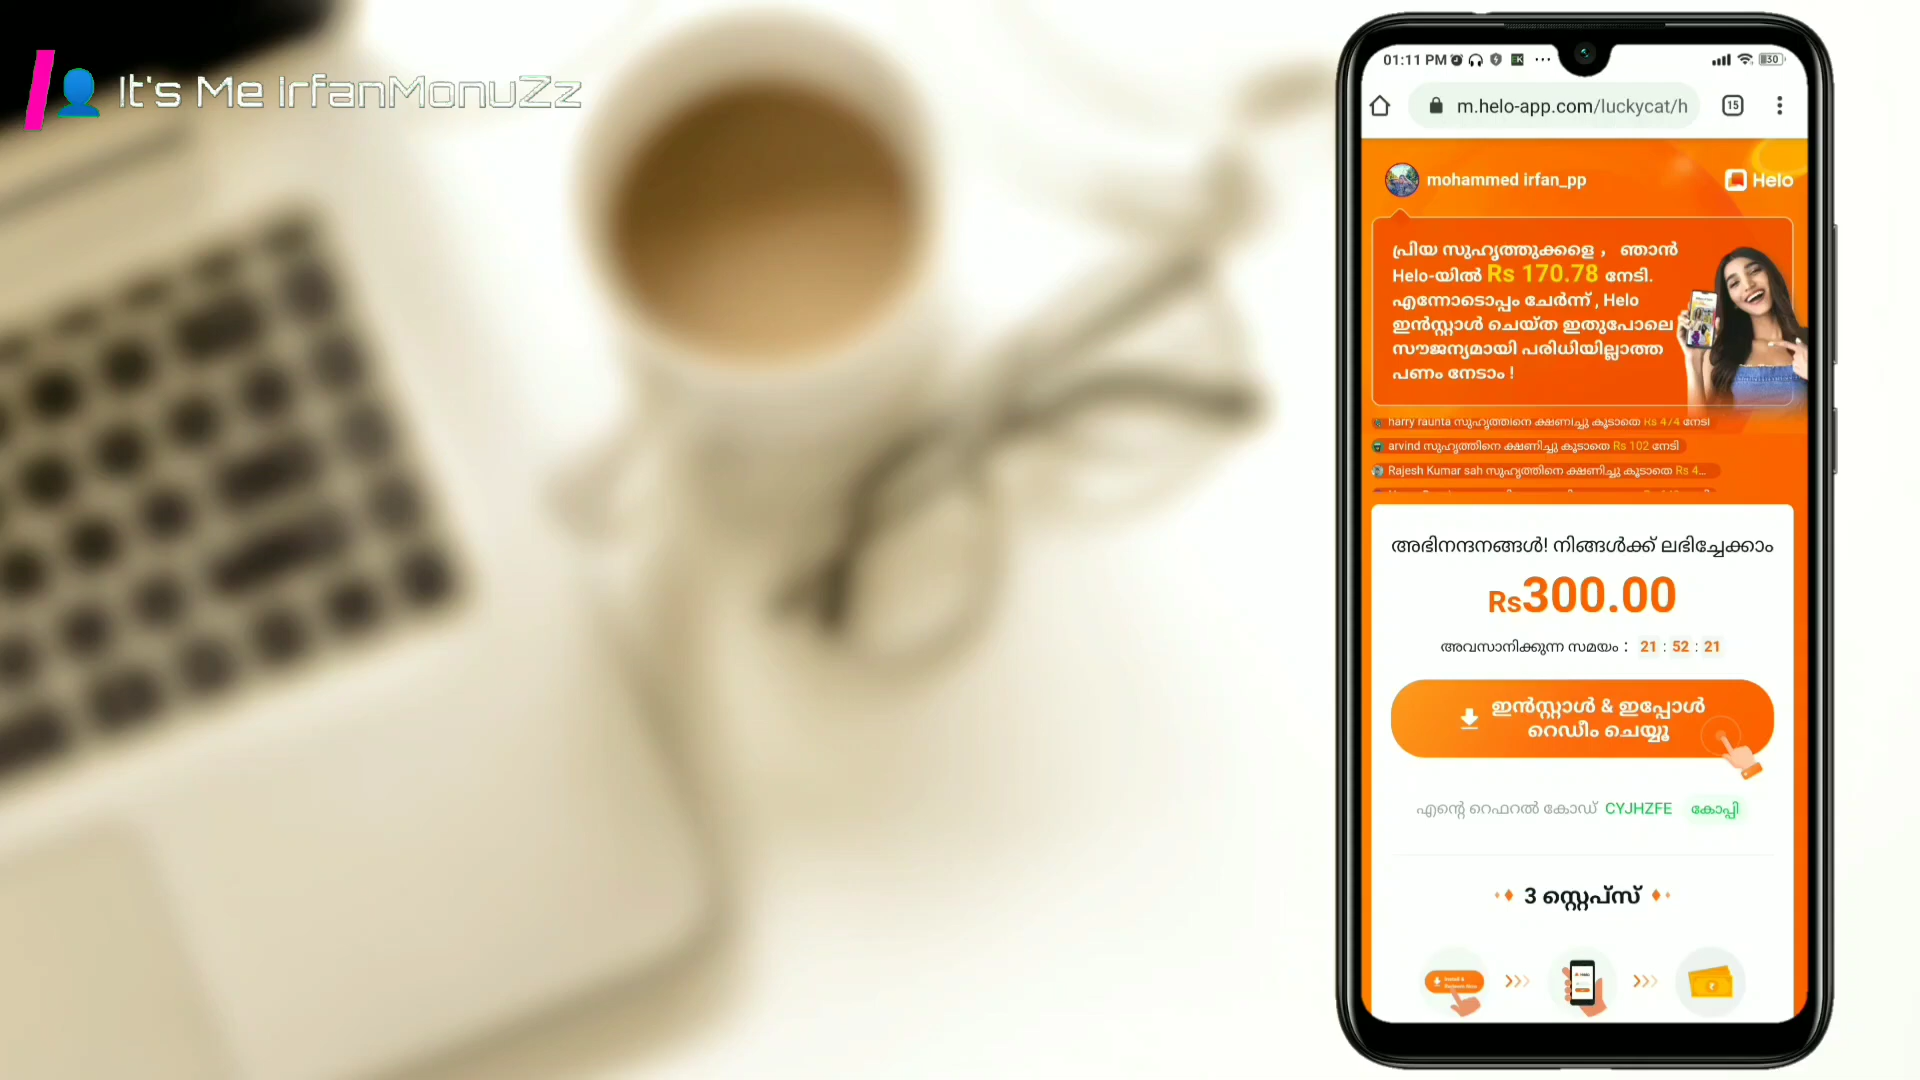 It's Me IrfanMonuZz
01:11 PM
30
m.helo-app.com/luckycat/h
15
mohammed irfan_pp
Helo
പ്രിയ സുഹൃത്തുക്കളെ , ഞാൻ
Helo-യിൽ Rs 170.78 നേടി.
എന്നോടൊപ്പം ചേർന്ന് , Helo
ഇൻസ്റ്റാൾ ചെയ്ത ഇതുപോലെ
സൗജന്യമായി പരിധിയില്ലാത്ത
പണം നേടാം !
harry raunta സുഹൃത്തിനെ ക്ഷണിച്ചു കൂടാതെ Rs 474 നേടി
arvind സുഹൃത്തിനെ ക്ഷണിച്ചു കൂടാതെ Rs 102 നേടി
Rajesh Kumar sah സുഹൃത്തിനെ ക്ഷണിച്ചു കൂടാതെ Rs 4...
അഭിനന്ദനങ്ങൾ! നിങ്ങൾക്ക് ലഭിച്ചേക്കാം
Rs300.00
അവസാനിക്കുന്ന സമയം : 21 : 52 : 21
ഇൻസ്റ്റാൾ & ഇപ്പോൾ
റെഡീം ചെയ്യൂ
എന്റെ റെഫറൽ കോഡ് CYJHZFE കോപ്പി
3 സ്റ്റെപ്സ്